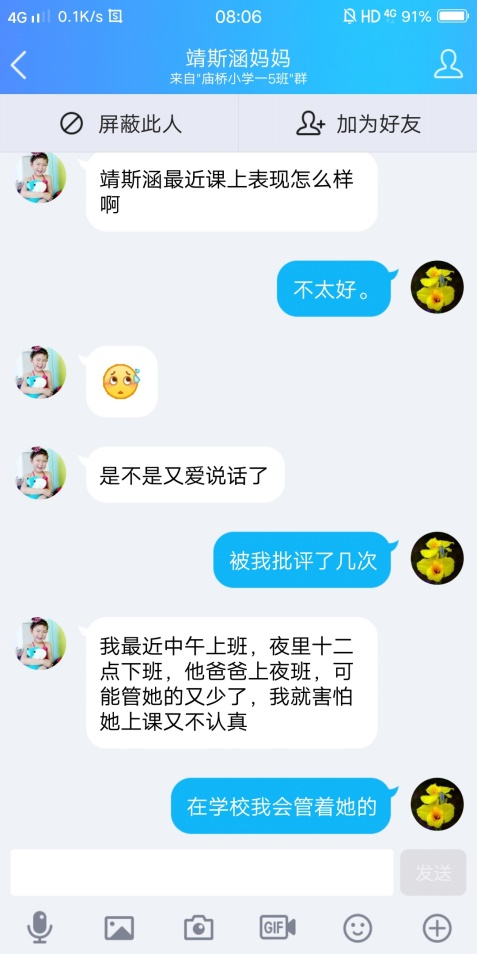 4G 0.1K/s 08:06 HD 4G 91%
靖斯涵妈妈
来自"庙桥小学一5班"群
屏蔽此人 加为好友
靖斯涵最近课上表现怎么样
啊
不太好。
是不是又爱说话了
被我批评了几次
我最近中午上班，夜里十二
点下班，他爸爸上夜班，可
能管她的又少了，我就害怕
她上课又不认真
在学校我会管着她的
发送
GIF